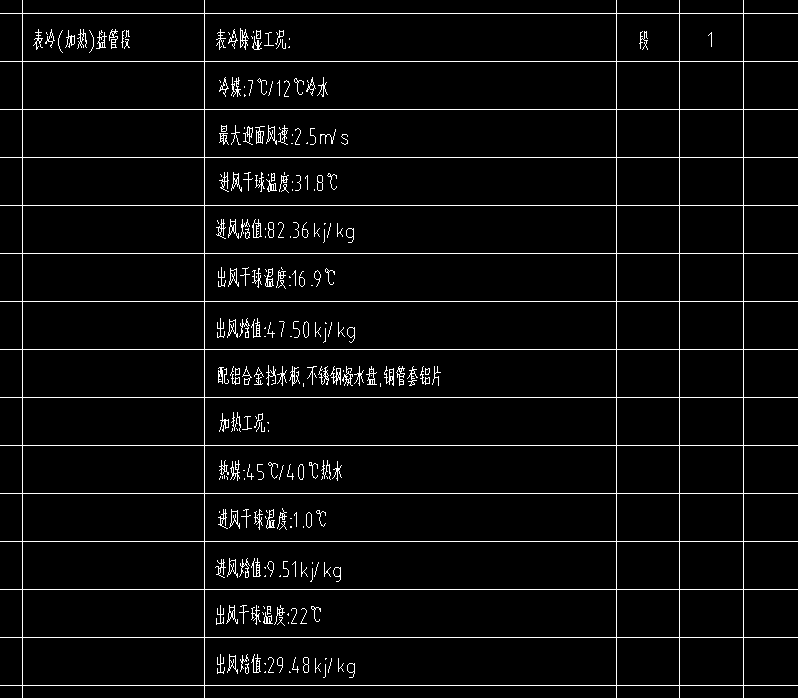 表冷(加热)盘管段 表冷除湿工况: 段 1
冷媒:7℃/12℃冷水
最大迎面风速:2.5m/s
进风干球温度:31.8℃
进风焓值:82.36kj/kg
出风干球温度:16.9℃
出风焓值:47.50kj/kg
配铝合金挡水板,不锈钢凝水盘,铜管套铝片
加热工况:
热媒:45℃/40℃热水
进风干球温度:1.0℃
进风焓值:9.51kj/kg
出风干球温度:22℃
出风焓值:29.48kj/kg